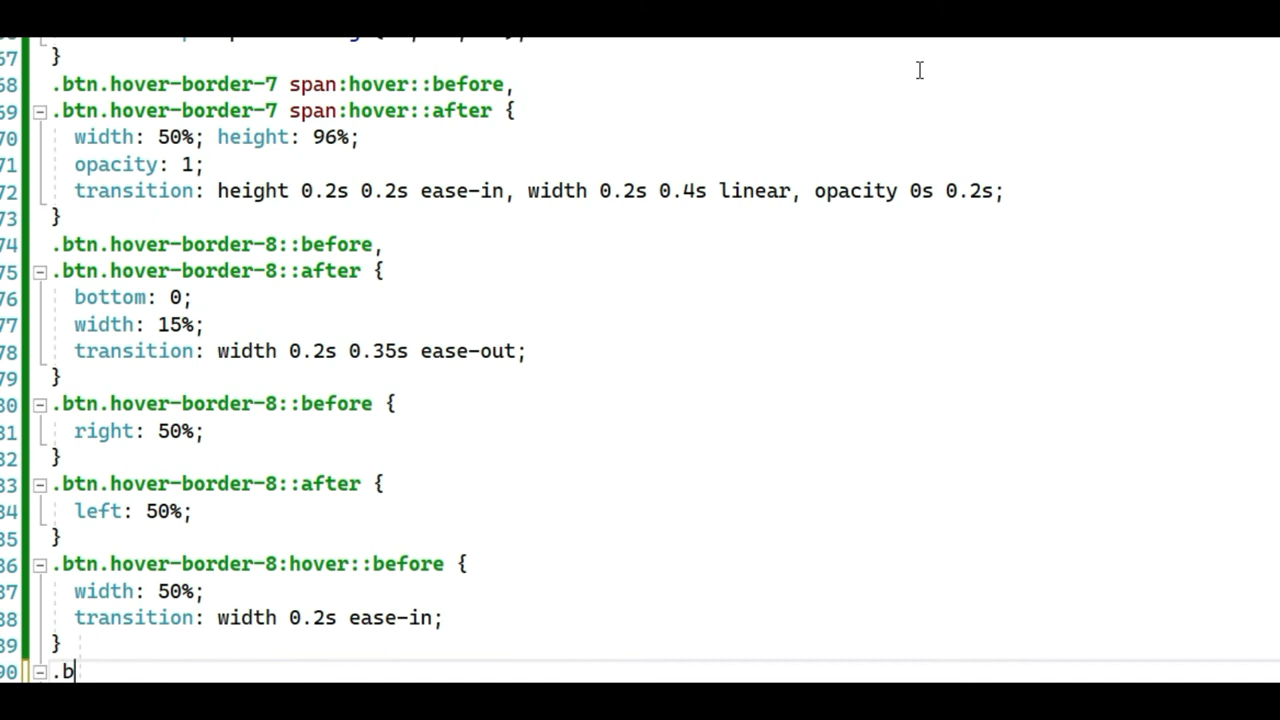 67 }
68 .btn.hover-border-7 span:hover::before,
69 .btn.hover-border-7 span:hover::after {
70 width: 50%; height: 96%;
71 opacity: 1;
72 transition: height 0.2s 0.2s ease-in, width 0.2s 0.4s linear, opacity 0s 0.2s;
73 }
74 .btn.hover-border-8::before,
75 .btn.hover-border-8::after {
76 bottom: 0;
77 width: 15%;
78 transition: width 0.2s 0.35s ease-out;
79 }
80 .btn.hover-border-8::before {
81 right: 50%;
82 }
83 .btn.hover-border-8::after {
84 left: 50%;
85 }
86 .btn.hover-border-8:hover::before {
87 width: 50%;
88 transition: width 0.2s ease-in;
89 }
90 .b